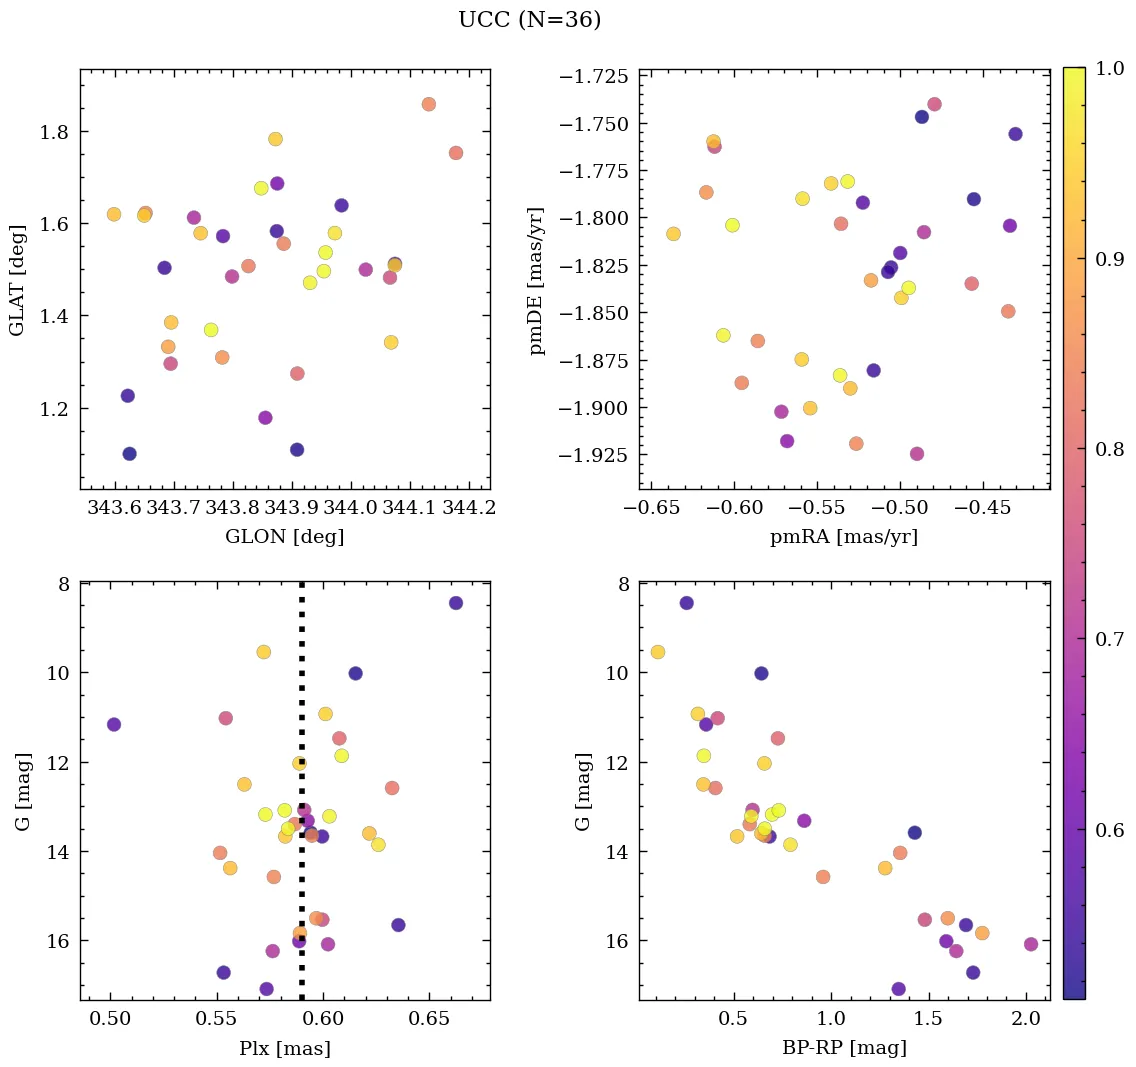 UCC (N=36)
1.8
1.6
1.4
1.2
343.6 343.7 343.8 343.9 344.0 344.1 344.2
GLON [deg]
GLAT [deg]
−1.725
−1.750
−1.775
−1.800
−1.825
−1.850
−1.875
−1.900
−1.925
−0.65 −0.60 −0.55 −0.50 −0.45
pmRA [mas/yr]
pmDE [mas/yr]
1.0
0.9
0.8
0.7
0.6
8
10
12
14
16
0.50 0.55 0.60 0.65
Plx [mas]
G [mag]
8
10
12
14
16
0.5 1.0 1.5 2.0
BP-RP [mag]
G [mag]